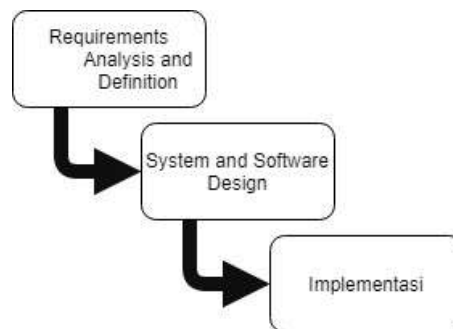 Requirements
Analysis and
Definition
System and Software
Design
Implementasi